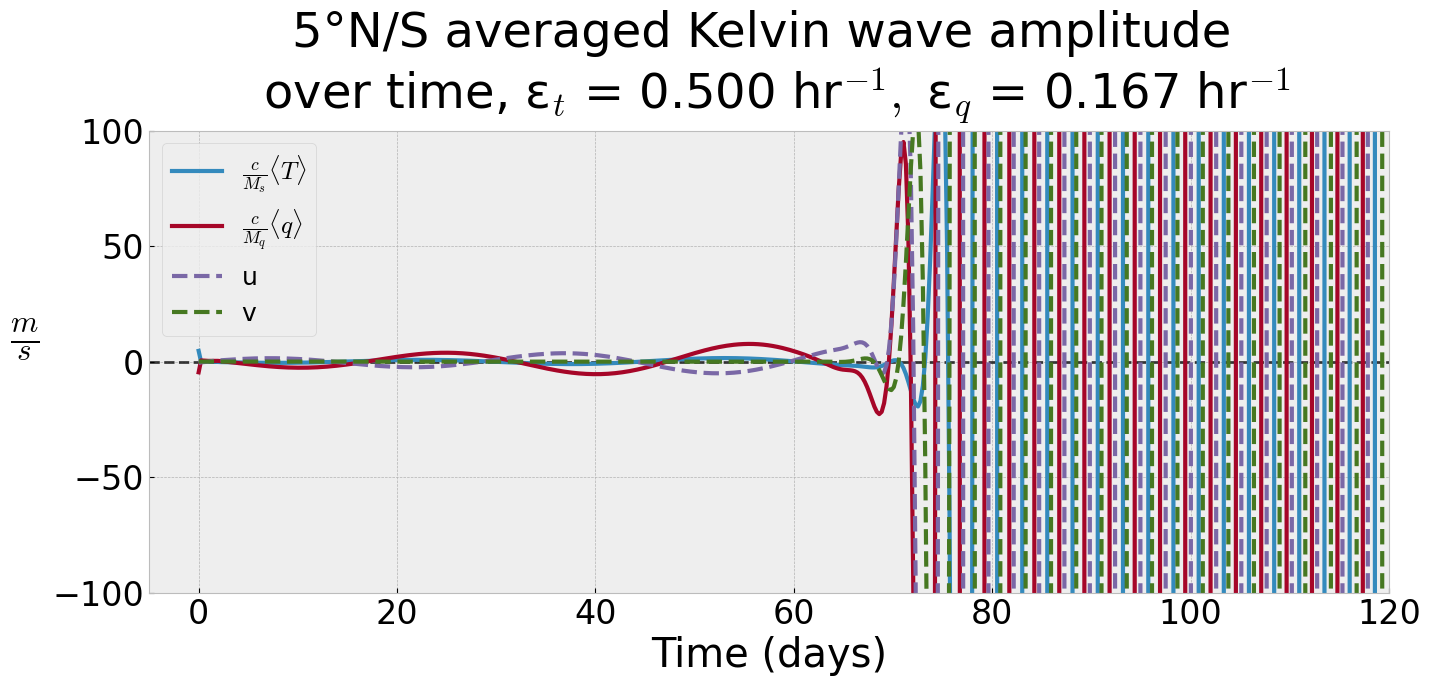 5°N/S averaged Kelvin wave amplitude
over time, ε_t = 0.500 hr⁻¹, ε_q = 0.167 hr⁻¹
100
50
0
−50
−100
m/s
c/M_s ⟨T⟩
c/M_q ⟨q⟩
u
v
0 20 40 60 80 100 120
Time (days)